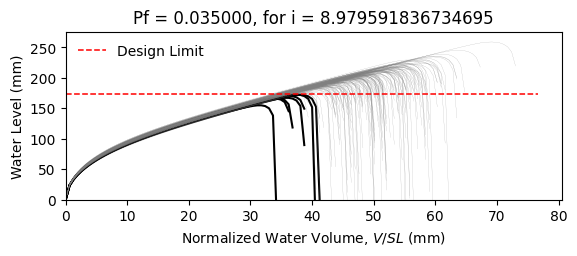 Pf = 0.035000, for i = 8.979591836734695
Design Limit
Water Level (mm)
250
200
150
100
50
0
0 10 20 30 40 50 60 70 80
Normalized Water Volume, V/SL (mm)